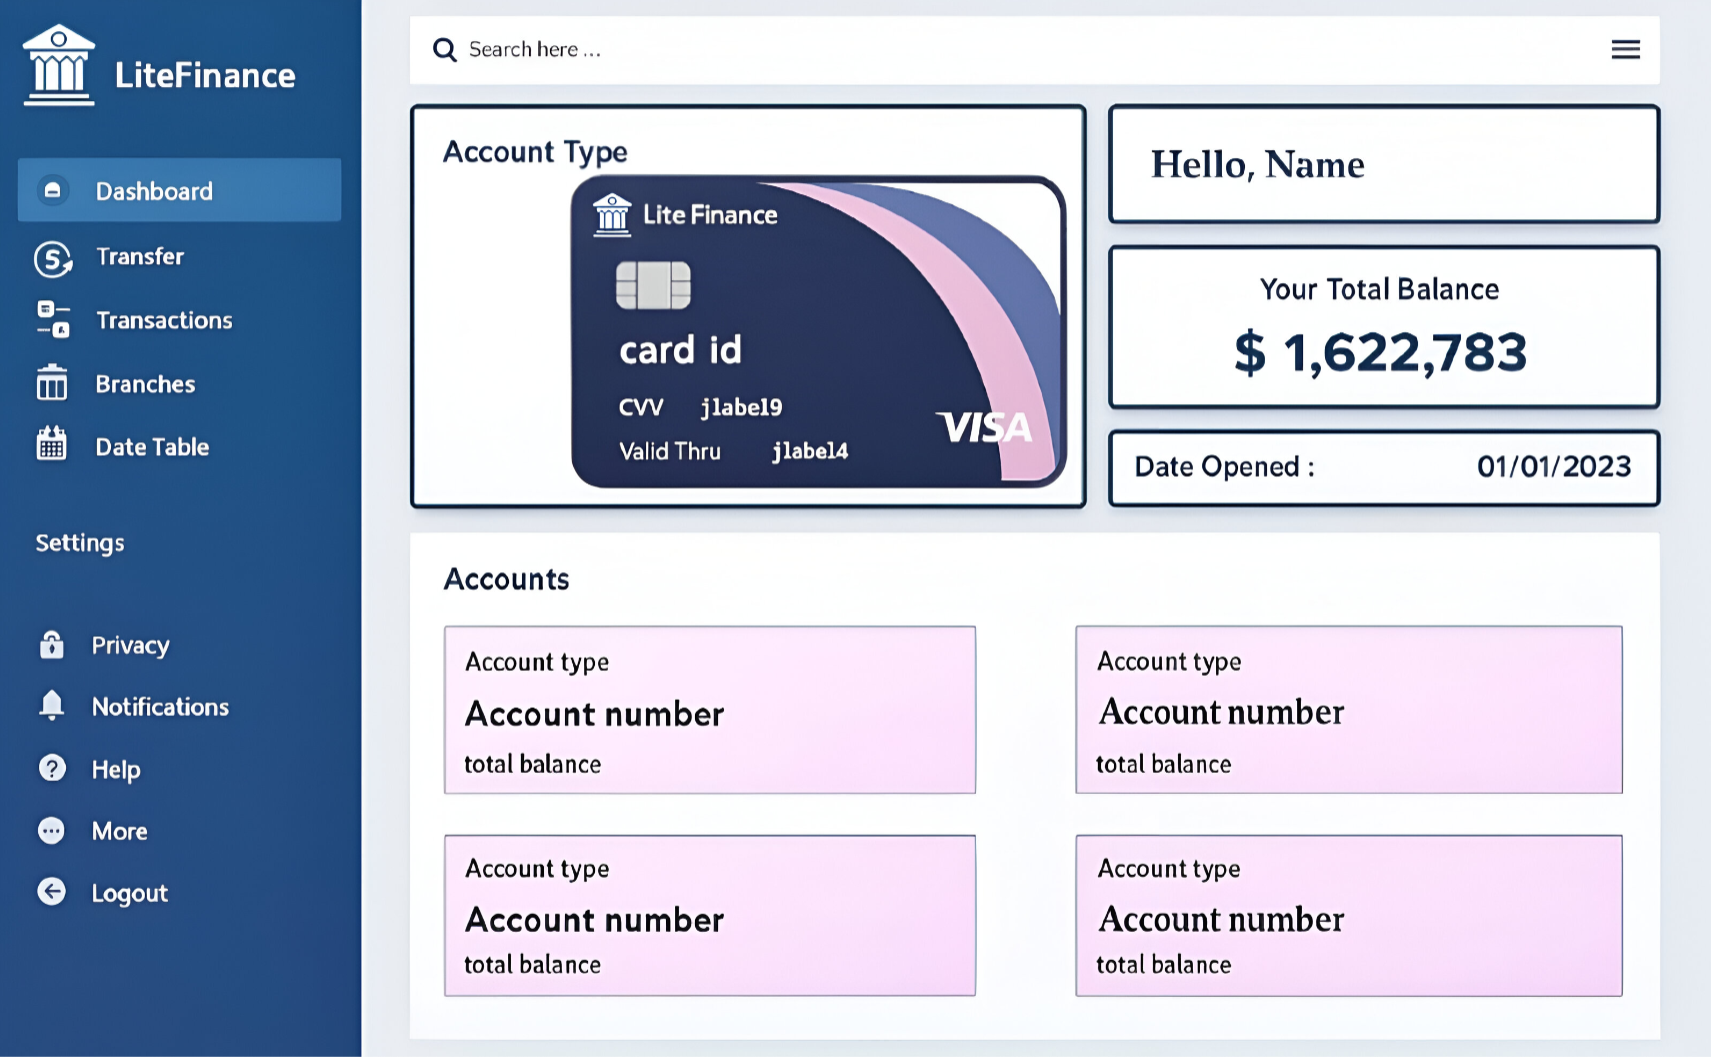 LiteFinance
Dashboard
Transfer
Transactions
Branches
Date Table
Settings
Privacy
Notifications
Help
More
Logout
Search here ...
Account Type
Lite Finance
card id
CVV jlabel9
Valid Thru jlabel4
VISA
Hello, Name
Your Total Balance
$ 1,622,783
Date Opened : 01/01/2023
Accounts
Account type
Account number
total balance
Account type
Account number
total balance
Account type
Account number
total balance
Account type
Account number
total balance